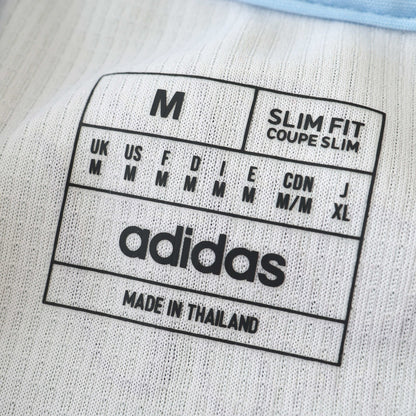 M
SLIM FIT
COUPE SLIM
UK US F D I E CDN J
M M M M M M M/M XL
adidas
MADE IN THAILAND